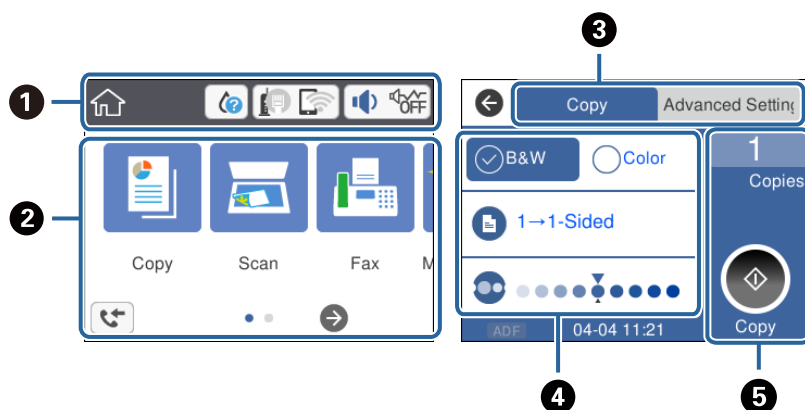 3
1
OFF
2
Copy
Scan
Fax
M
Copy
Advanced Setting
B&W
Color
1→1-Sided
1
Copies
Copy
ADF
04-04 11:21
4
5